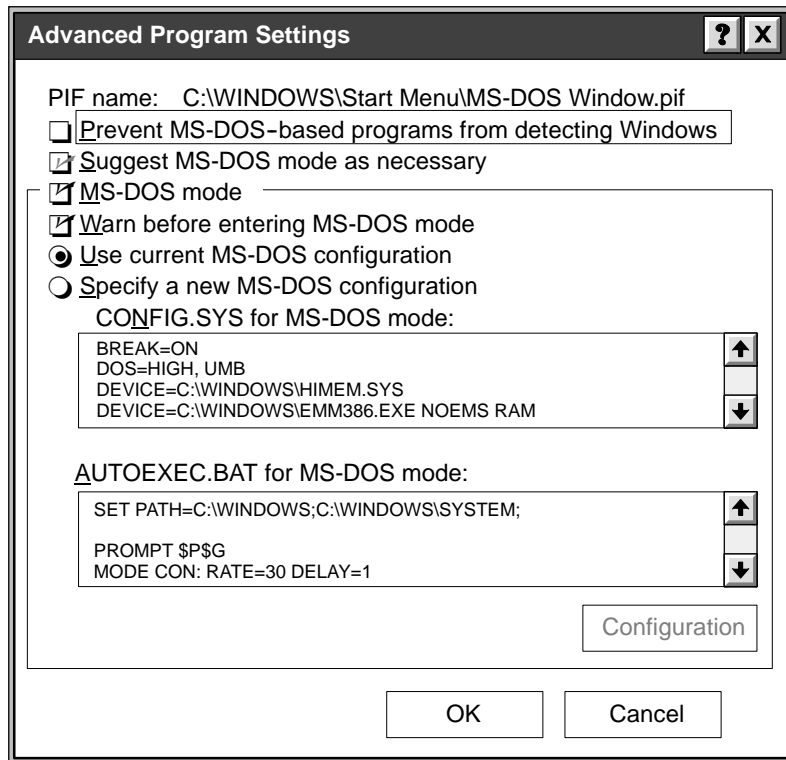 Advanced Program Settings ? X
PIF name: C:\WINDOWS\Start Menu\MS-DOS Window.pif
Prevent MS-DOS-based programs from detecting Windows
Suggest MS-DOS mode as necessary
MS-DOS mode
Warn before entering MS-DOS mode
Use current MS-DOS configuration
Specify a new MS-DOS configuration
CONFIG.SYS for MS-DOS mode:
BREAK=ON
DOS=HIGH, UMB
DEVICE=C:\WINDOWS\HIMEM.SYS
DEVICE=C:\WINDOWS\EMM386.EXE NOEMS RAM
AUTOEXEC.BAT for MS-DOS mode:
SET PATH=C:\WINDOWS;C:\WINDOWS\SYSTEM;
PROMPT $P$G
MODE CON: RATE=30 DELAY=1
Configuration
OK Cancel